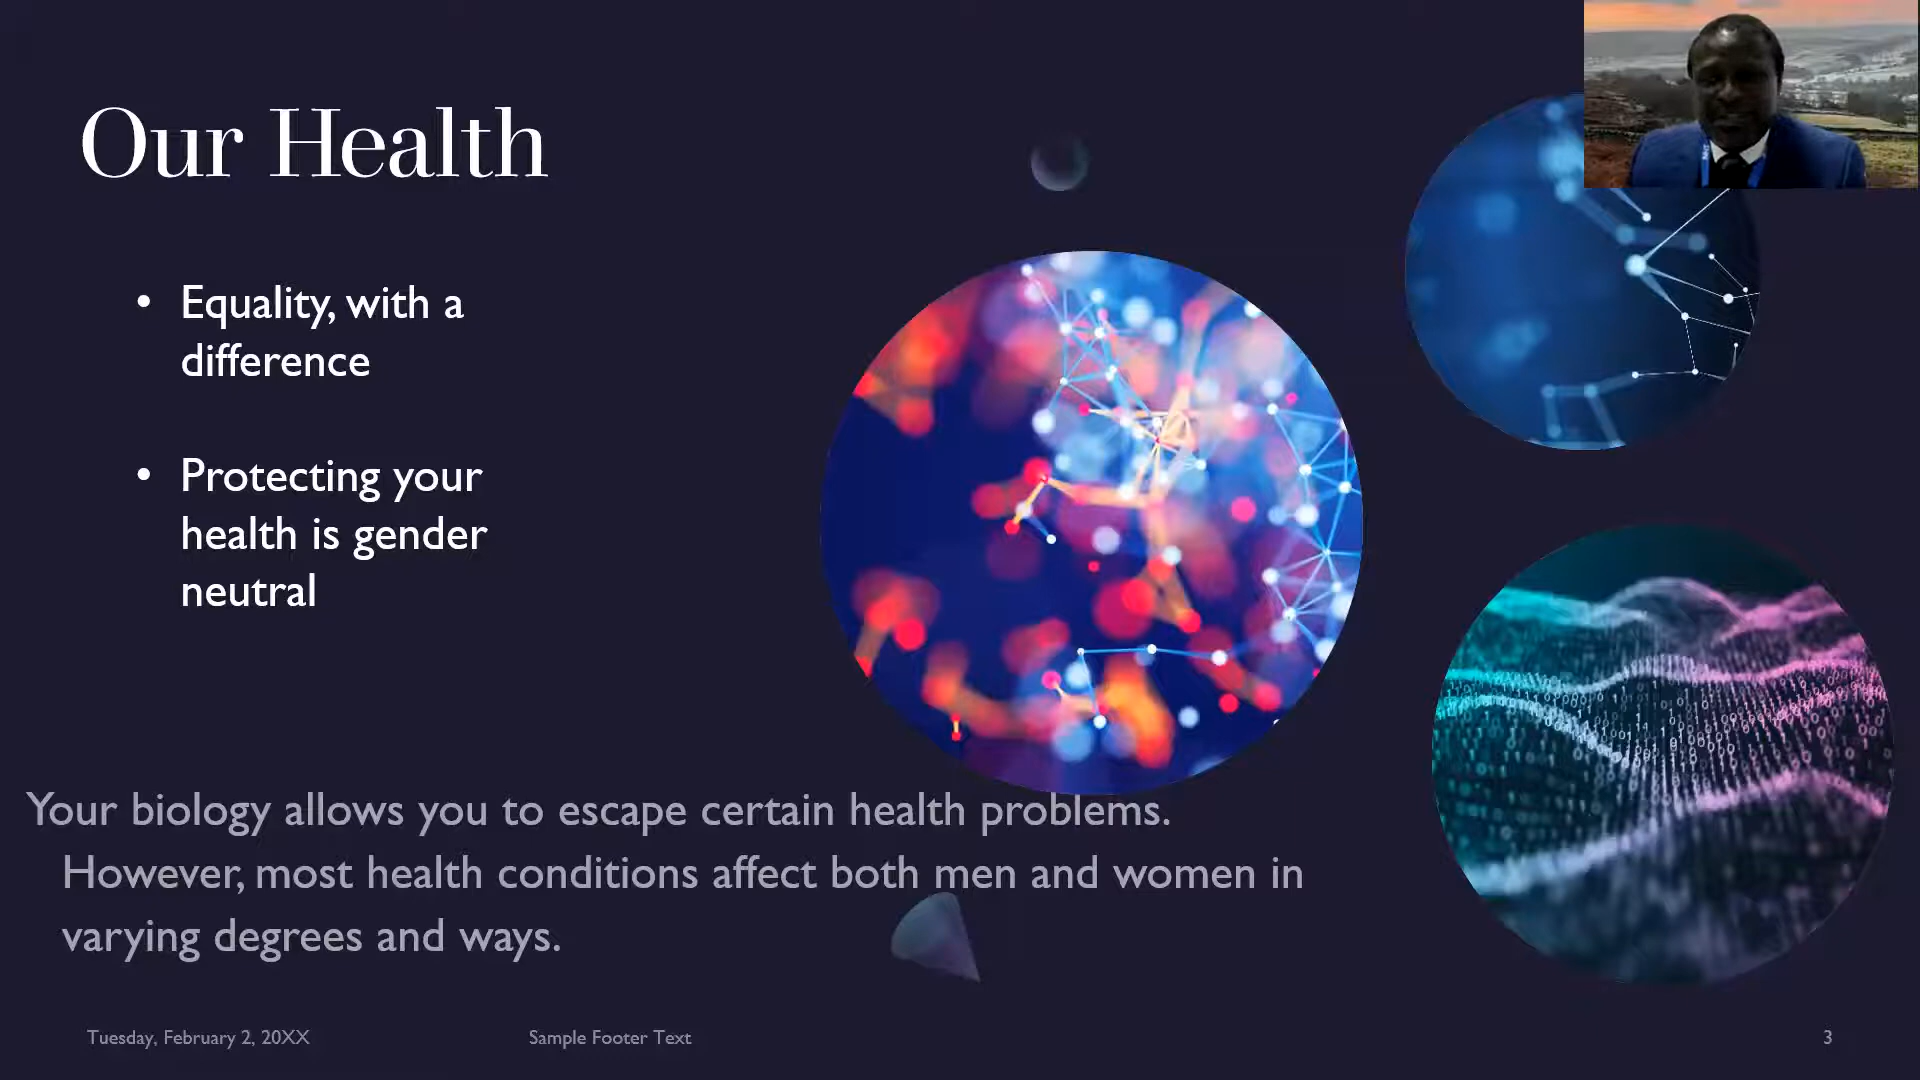 Our Health
• Equality, with a
difference
• Protecting your
health is gender
neutral
Your biology allows you to escape certain health problems.
However, most health conditions affect both men and women in
varying degrees and ways.
Tuesday, February 2, 20XX
Sample Footer Text
3